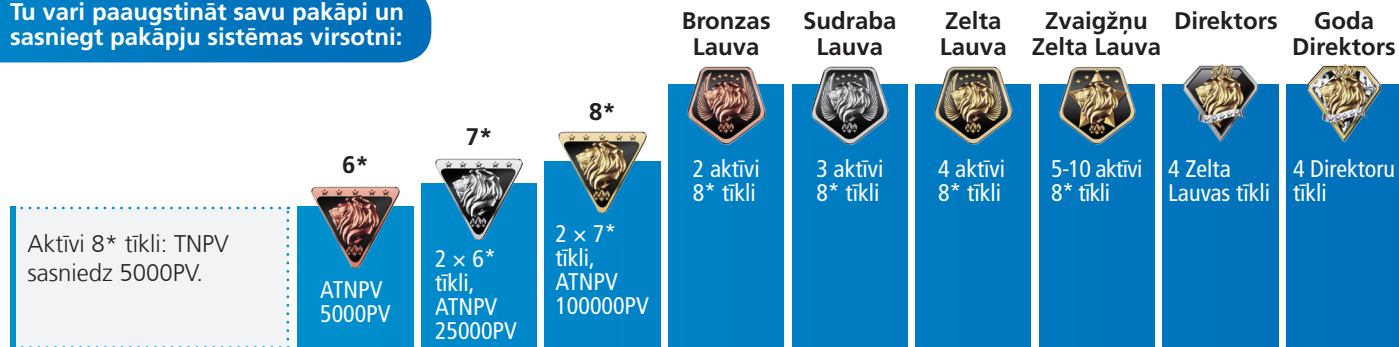 Tu vari paaugstināt savu pakāpi un
sasniegt pakāpju sistēmas virsotni:
Aktīvi 8* tīkli: TNPV
sasniedz 5000PV.
6*
ATNPV
5000PV
7*
2 × 6*
tīkli,
ATNPV
25000PV
8*
2 × 7*
tīkli,
ATNPV
100000PV
Bronzas
Lauva
2 aktīvi
8* tīkli
Sudraba
Lauva
3 aktīvi
8* tīkli
Zelta
Lauva
4 aktīvi
8* tīkli
Zvaigžņu
Zelta Lauva
5-10 aktīvi
8* tīkli
Direktors
4 Zelta
Lauvas tīkli
Goda
Direktors
4 Direktoru
tīkli